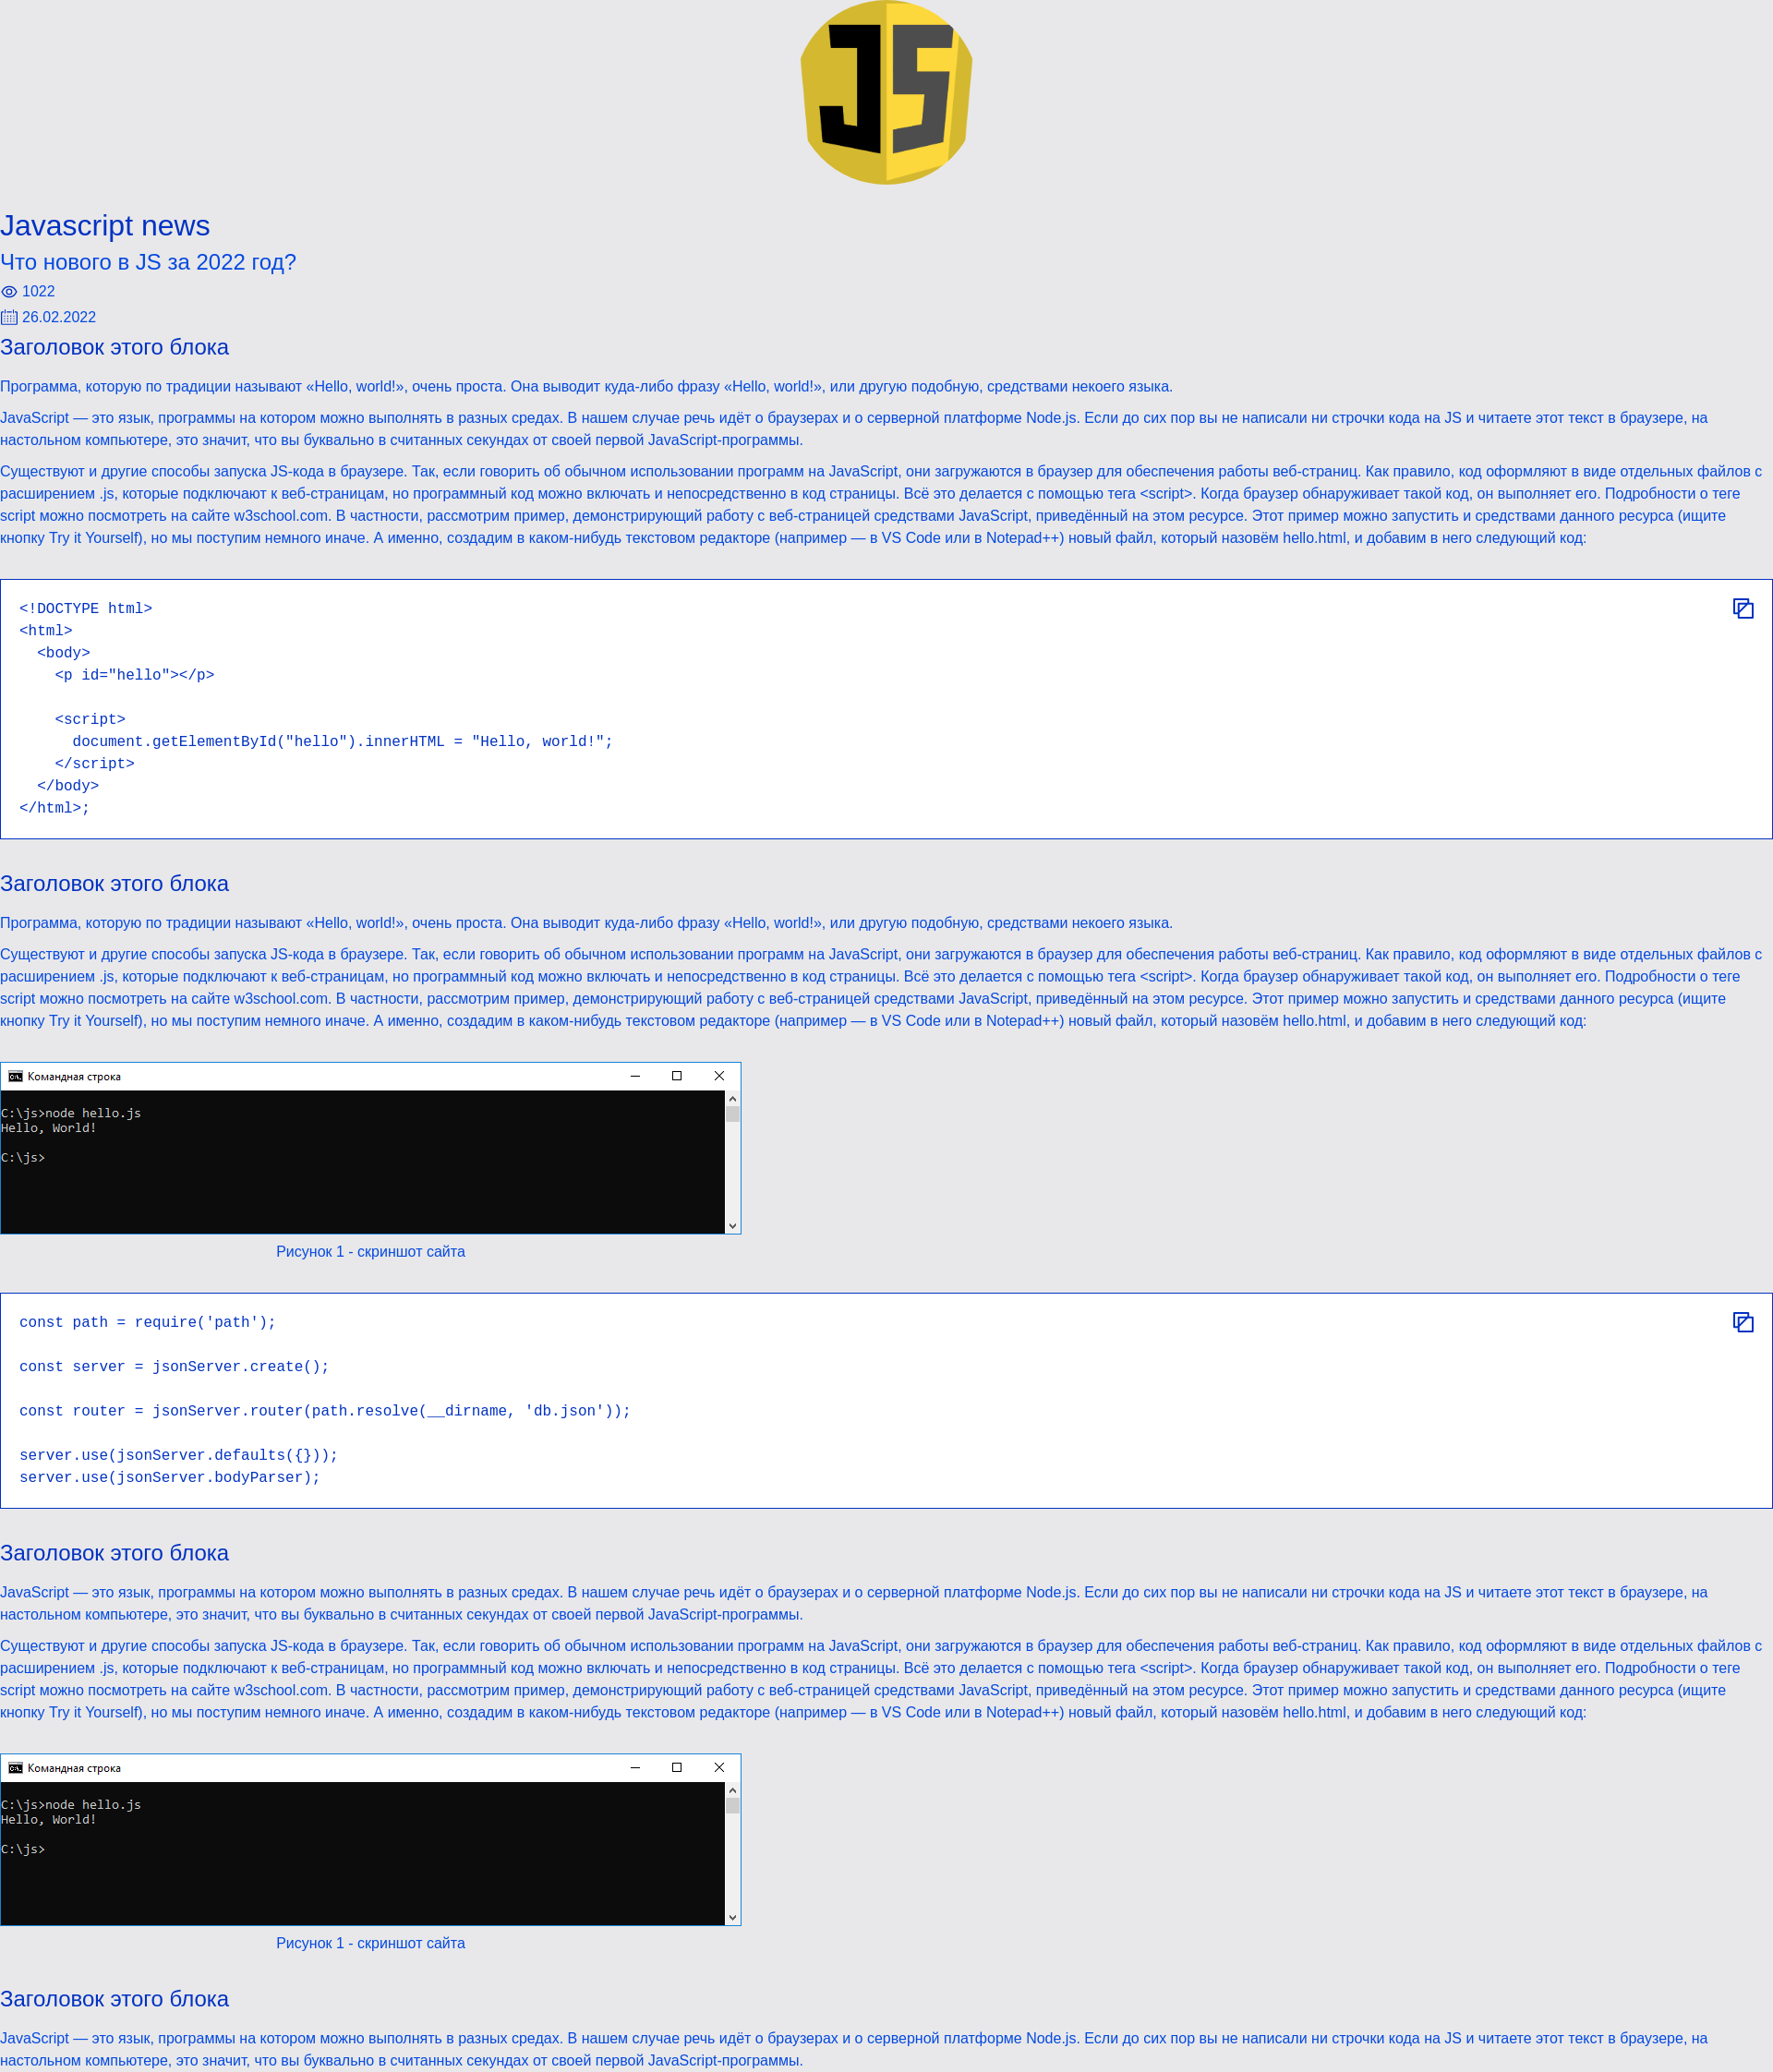 JS
Javascript news
Что нового в JS за 2022 год?
1022
26.02.2022
Заголовок этого блока
Программа, которую по традиции называют «Hello, world!», очень проста. Она выводит куда-либо фразу «Hello, world!», или другую подобную, средствами некоего языка.
JavaScript — это язык, программы на котором можно выполнять в разных средах. В нашем случае речь идёт о браузерах и о серверной платформе Node.js. Если до сих пор вы не написали ни строчки кода на JS и читаете этот текст в браузере, на
настольном компьютере, это значит, что вы буквально в считанных секундах от своей первой JavaScript-программы.
Существуют и другие способы запуска JS-кода в браузере. Так, если говорить об обычном использовании программ на JavaScript, они загружаются в браузер для обеспечения работы веб-страниц. Как правило, код оформляют в виде отдельных файлов с
расширением .js, которые подключают к веб-страницам, но программный код можно включать и непосредственно в код страницы. Всё это делается с помощью тега <script>. Когда браузер обнаруживает такой код, он выполняет его. Подробности о теге
script можно посмотреть на сайте w3school.com. В частности, рассмотрим пример, демонстрирующий работу с веб-страницей средствами JavaScript, приведённый на этом ресурсе. Этот пример можно запустить и средствами данного ресурса (ищите
кнопку Try it Yourself), но мы поступим немного иначе. А именно, создадим в каком-нибудь текстовом редакторе (например — в VS Code или в Notepad++) новый файл, который назовём hello.html, и добавим в него следующий код:
<!DOCTYPE html>
<html>
  <body>
    <p id="hello"></p>
    <script>
      document.getElementById("hello").innerHTML = "Hello, world!";
    </script>
  </body>
</html>;
Заголовок этого блока
Программа, которую по традиции называют «Hello, world!», очень проста. Она выводит куда-либо фразу «Hello, world!», или другую подобную, средствами некоего языка.
Существуют и другие способы запуска JS-кода в браузере. Так, если говорить об обычном использовании программ на JavaScript, они загружаются в браузер для обеспечения работы веб-страниц. Как правило, код оформляют в виде отдельных файлов с
расширением .js, которые подключают к веб-страницам, но программный код можно включать и непосредственно в код страницы. Всё это делается с помощью тега <script>. Когда браузер обнаруживает такой код, он выполняет его. Подробности о теге
script можно посмотреть на сайте w3school.com. В частности, рассмотрим пример, демонстрирующий работу с веб-страницей средствами JavaScript, приведённый на этом ресурсе. Этот пример можно запустить и средствами данного ресурса (ищите
кнопку Try it Yourself), но мы поступим немного иначе. А именно, создадим в каком-нибудь текстовом редакторе (например — в VS Code или в Notepad++) новый файл, который назовём hello.html, и добавим в него следующий код:
Командная строка
C:\js>node hello.js
Hello, World!
C:\js>
Рисунок 1 - скриншот сайта
const path = require('path');
const server = jsonServer.create();
const router = jsonServer.router(path.resolve(__dirname, 'db.json'));
server.use(jsonServer.defaults({}));
server.use(jsonServer.bodyParser);
Заголовок этого блока
JavaScript — это язык, программы на котором можно выполнять в разных средах. В нашем случае речь идёт о браузерах и о серверной платформе Node.js. Если до сих пор вы не написали ни строчки кода на JS и читаете этот текст в браузере, на
настольном компьютере, это значит, что вы буквально в считанных секундах от своей первой JavaScript-программы.
Существуют и другие способы запуска JS-кода в браузере. Так, если говорить об обычном использовании программ на JavaScript, они загружаются в браузер для обеспечения работы веб-страниц. Как правило, код оформляют в виде отдельных файлов с
расширением .js, которые подключают к веб-страницам, но программный код можно включать и непосредственно в код страницы. Всё это делается с помощью тега <script>. Когда браузер обнаруживает такой код, он выполняет его. Подробности о теге
script можно посмотреть на сайте w3school.com. В частности, рассмотрим пример, демонстрирующий работу с веб-страницей средствами JavaScript, приведённый на этом ресурсе. Этот пример можно запустить и средствами данного ресурса (ищите
кнопку Try it Yourself), но мы поступим немного иначе. А именно, создадим в каком-нибудь текстовом редакторе (например — в VS Code или в Notepad++) новый файл, который назовём hello.html, и добавим в него следующий код:
Командная строка
C:\js>node hello.js
Hello, World!
C:\js>
Рисунок 1 - скриншот сайта
Заголовок этого блока
JavaScript — это язык, программы на котором можно выполнять в разных средах. В нашем случае речь идёт о браузерах и о серверной платформе Node.js. Если до сих пор вы не написали ни строчки кода на JS и читаете этот текст в браузере, на
настольном компьютере, это значит, что вы буквально в считанных секундах от своей первой JavaScript-программы.